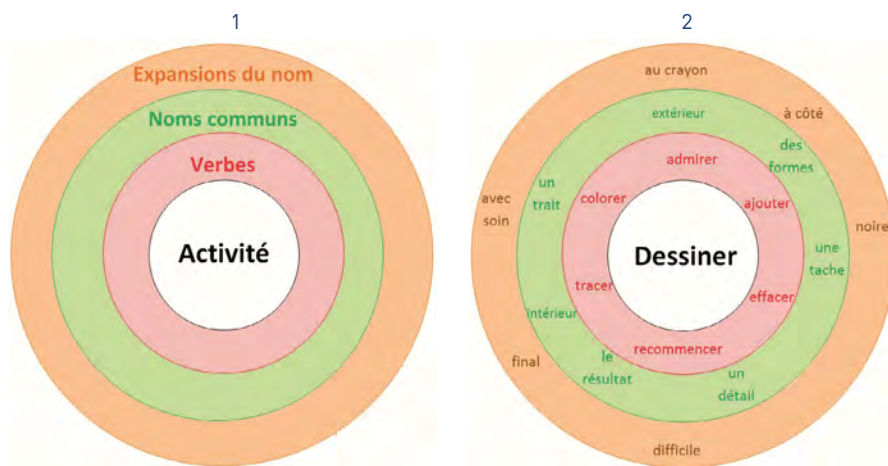 1
Expansions du nom
Noms communs
Verbes
Activité
2
au crayon
à côté
extérieur
des
formes
admirer
un
trait
avec
soin
colorer
ajouter
noire
une
tache
Dessiner
tracer
effacer
intérieur
recommencer
le
résultat
final
un
détail
difficile